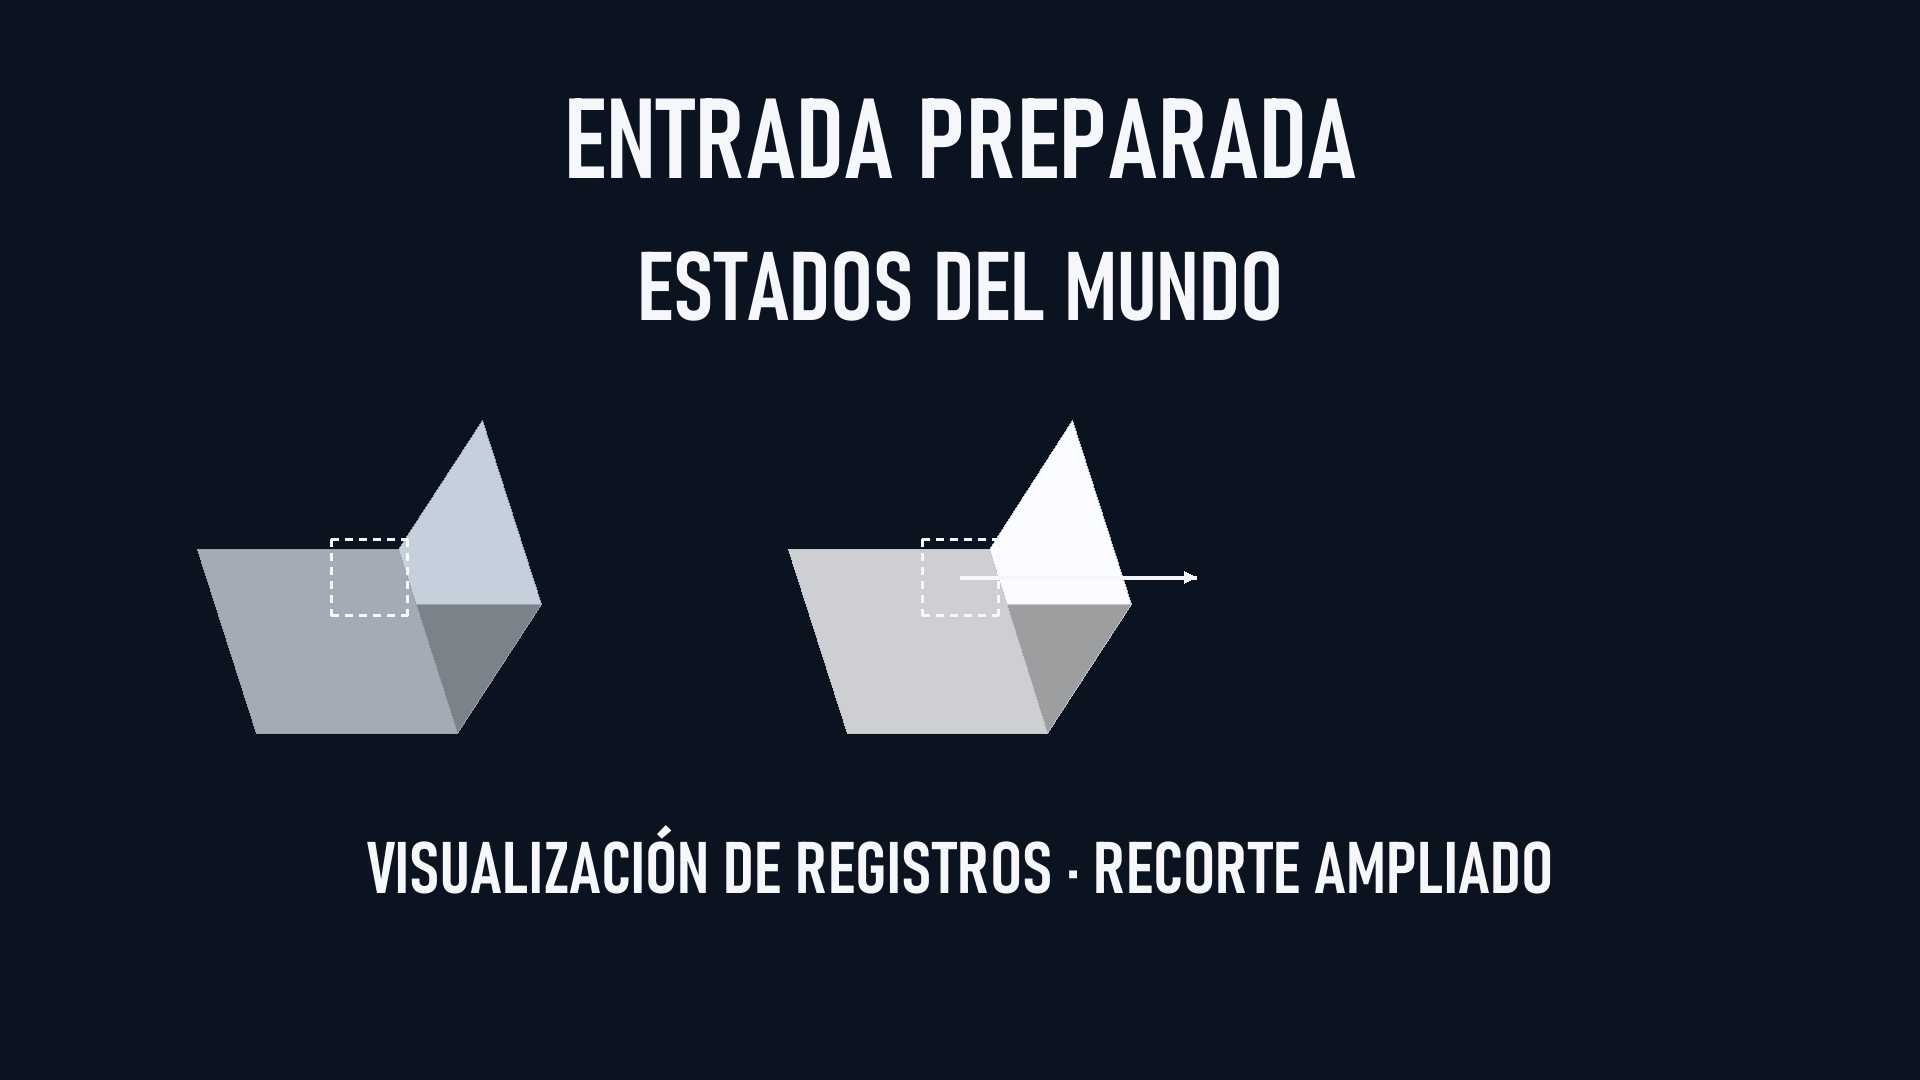 ENTRADA PREPARADA
ESTADOS DEL MUNDO
VISUALIZACIÓN DE REGISTROS · RECORTE AMPLIADO